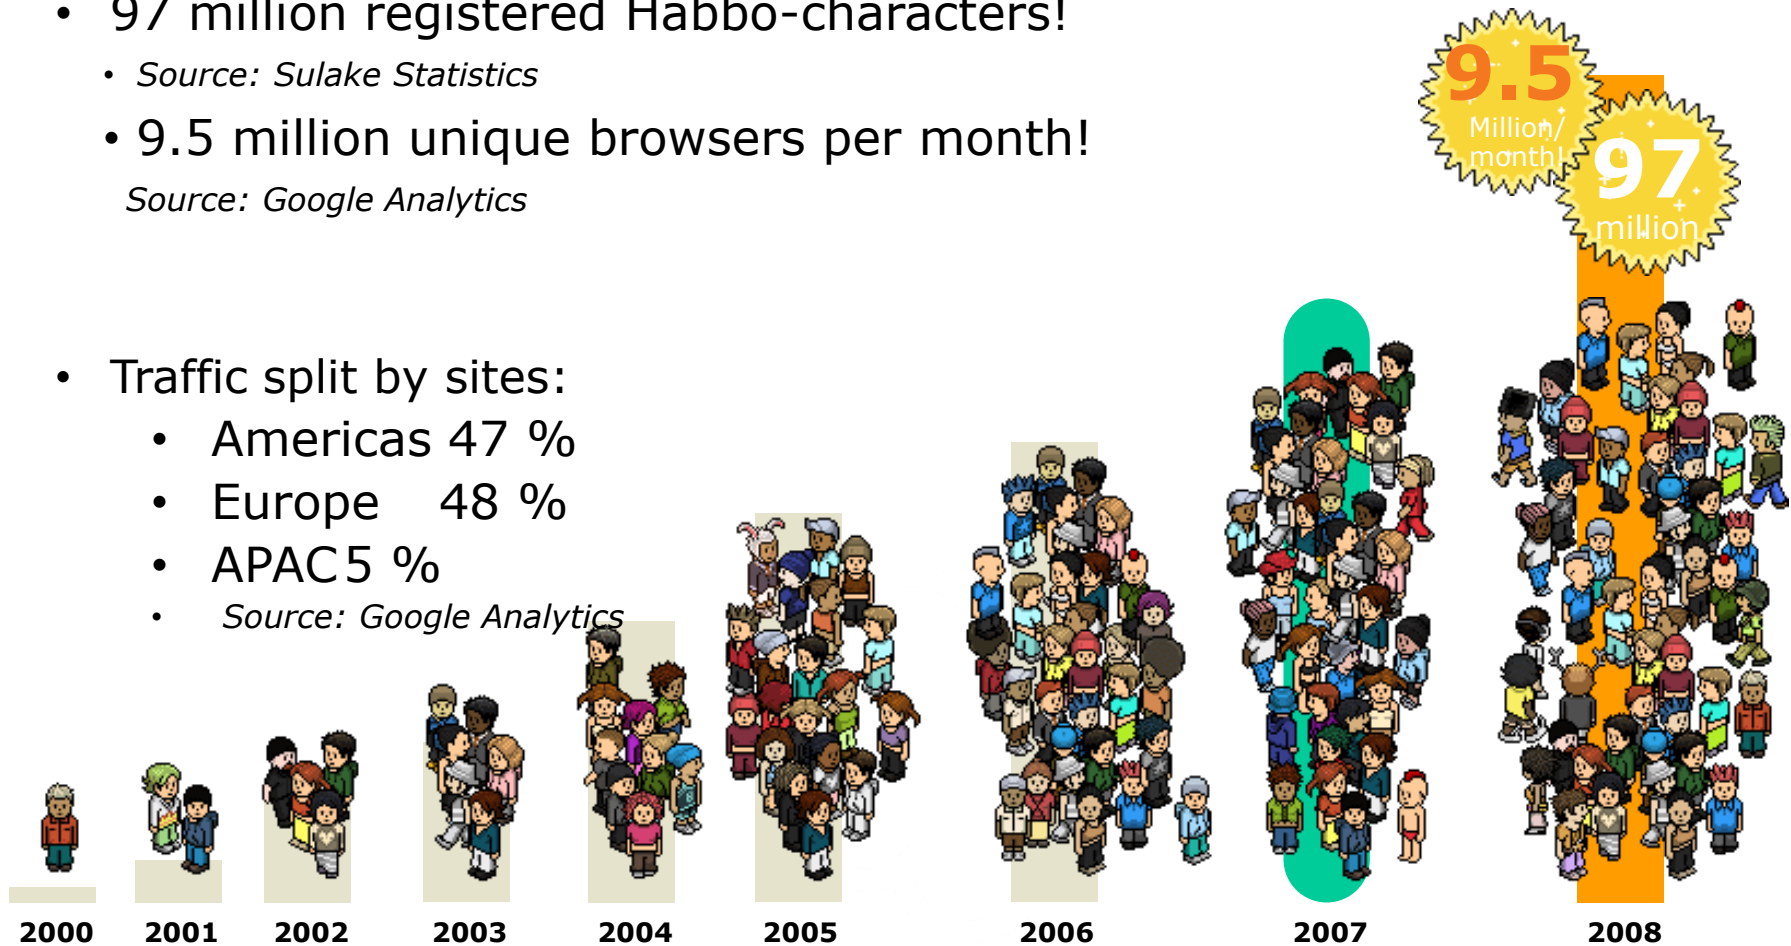 • 97 million registered Habbo-characters!
• Source: Sulake Statistics
• 9.5 million unique browsers per month!
Source: Google Analytics
• Traffic split by sites:
• Americas 47 %
• Europe 48 %
• APAC 5 %
• Source: Google Analytics
9.5
Million/
month!
97
million
2000 2001 2002 2003 2004 2005 2006 2007 2008